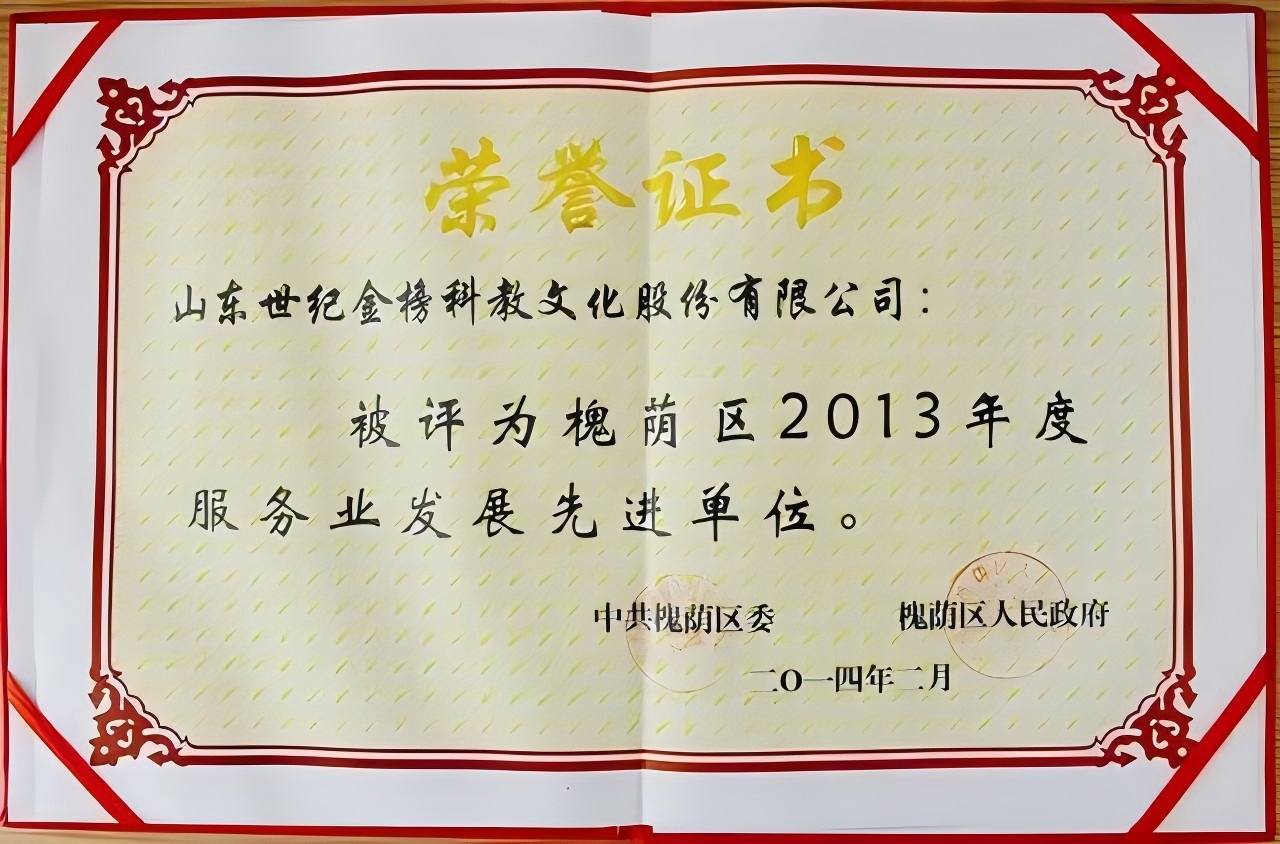 荣誉证书
山东世纪金榜科教文化股份有限公司：
被评为槐荫区2013年度
服务业发展先进单位。
中共槐荫区委 槐荫区人民政府
二〇一四年二月